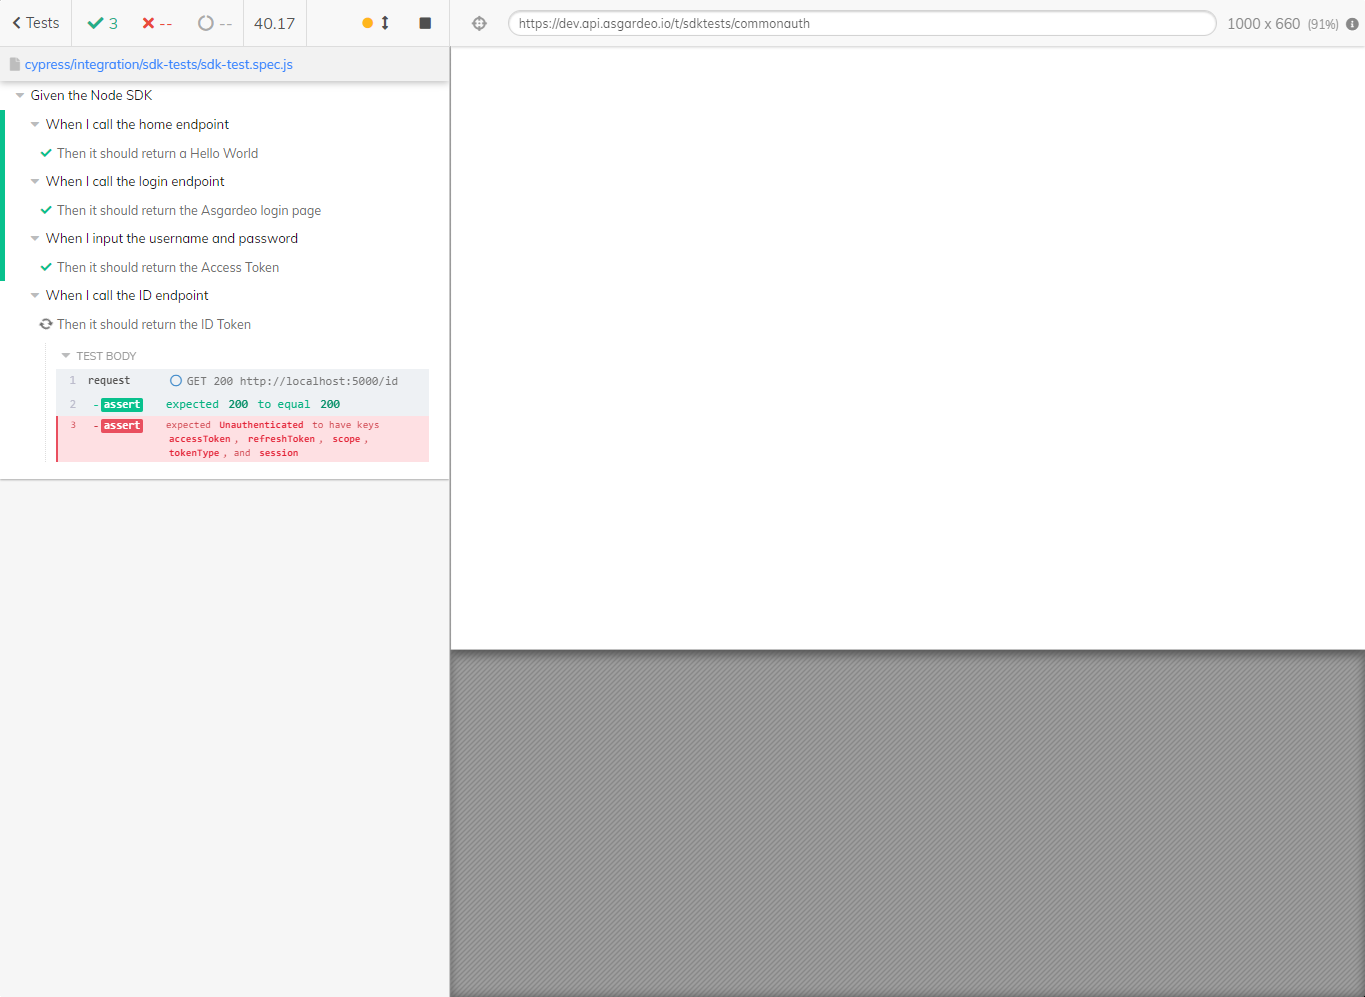 Tests 3 -- -- 40.17
https://dev.api.asgardeo.io/t/sdktests/commonauth 1000 x 660 (91%)
cypress/integration/sdk-tests/sdk-test.spec.js
Given the Node SDK
When I call the home endpoint
Then it should return a Hello World
When I call the login endpoint
Then it should return the Asgardeo login page
When I input the username and password
Then it should return the Access Token
When I call the ID endpoint
Then it should return the ID Token
TEST BODY
1 request GET 200 http://localhost:5000/id
2 -assert expected 200 to equal 200
3 -assert expected Unauthenticated to have keys
accessToken, refreshToken, scope,
tokenType, and session